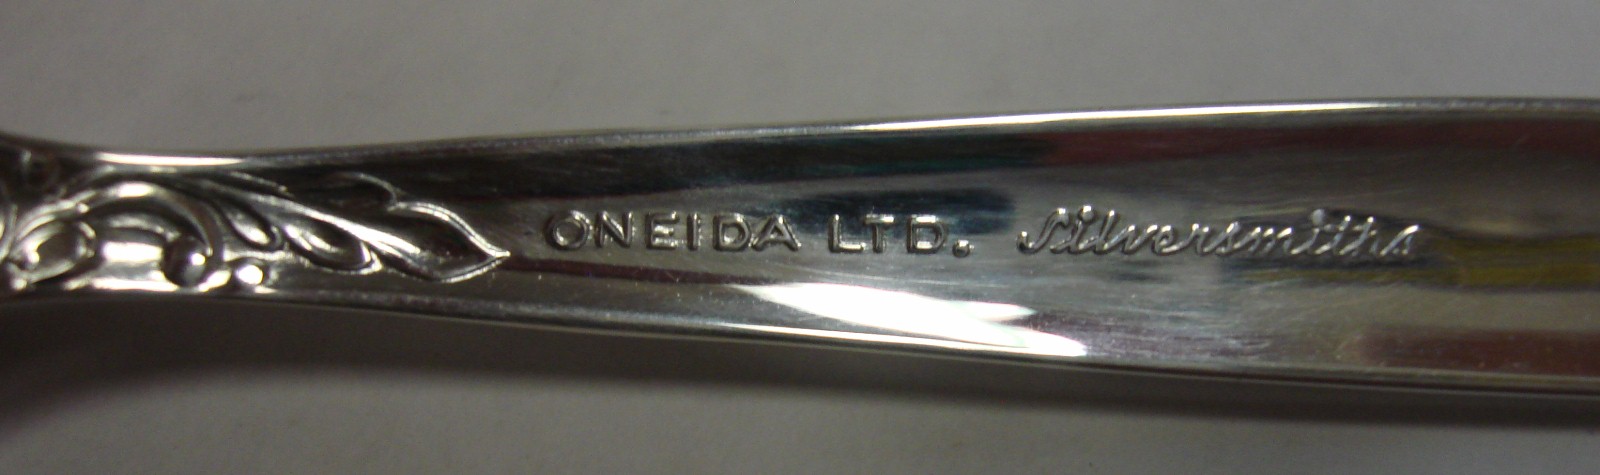 ONEIDA LTD. Silversmiths